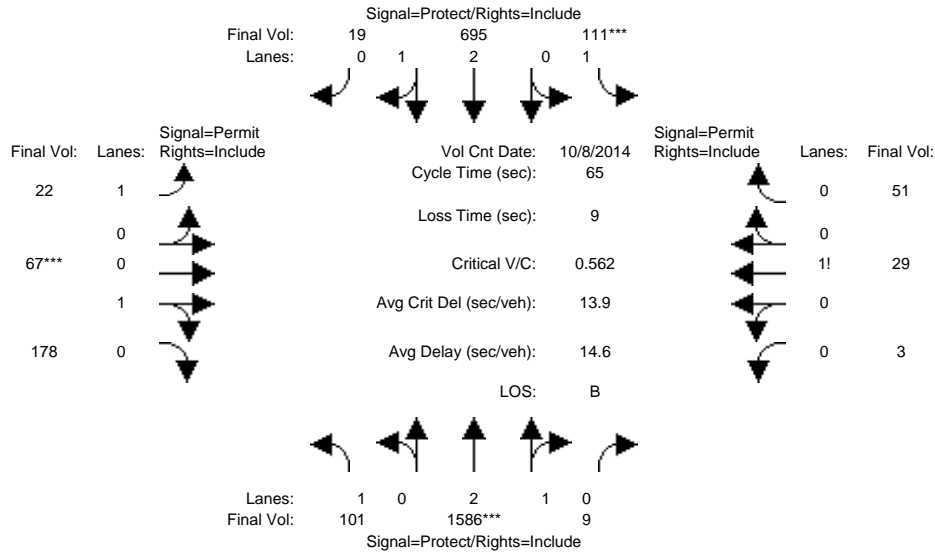 Signal=Protect/Rights=Include
Final Vol: 19 695 111***
Lanes: 0 1 2 0 1
Signal=Permit Signal=Permit
Final Vol: Lanes: Rights=Include Vol Cnt Date: 10/8/2014 Rights=Include Lanes: Final Vol:
Cycle Time (sec): 65
22 1 0 51
Loss Time (sec): 9
0 0
67*** 0 Critical V/C: 0.562 1! 29
1 Avg Crit Del (sec/veh): 13.9 0
178 0 Avg Delay (sec/veh): 14.6 0 3
LOS: B
Lanes: 1 0 2 1 0
Final Vol: 101 1586*** 9
Signal=Protect/Rights=Include